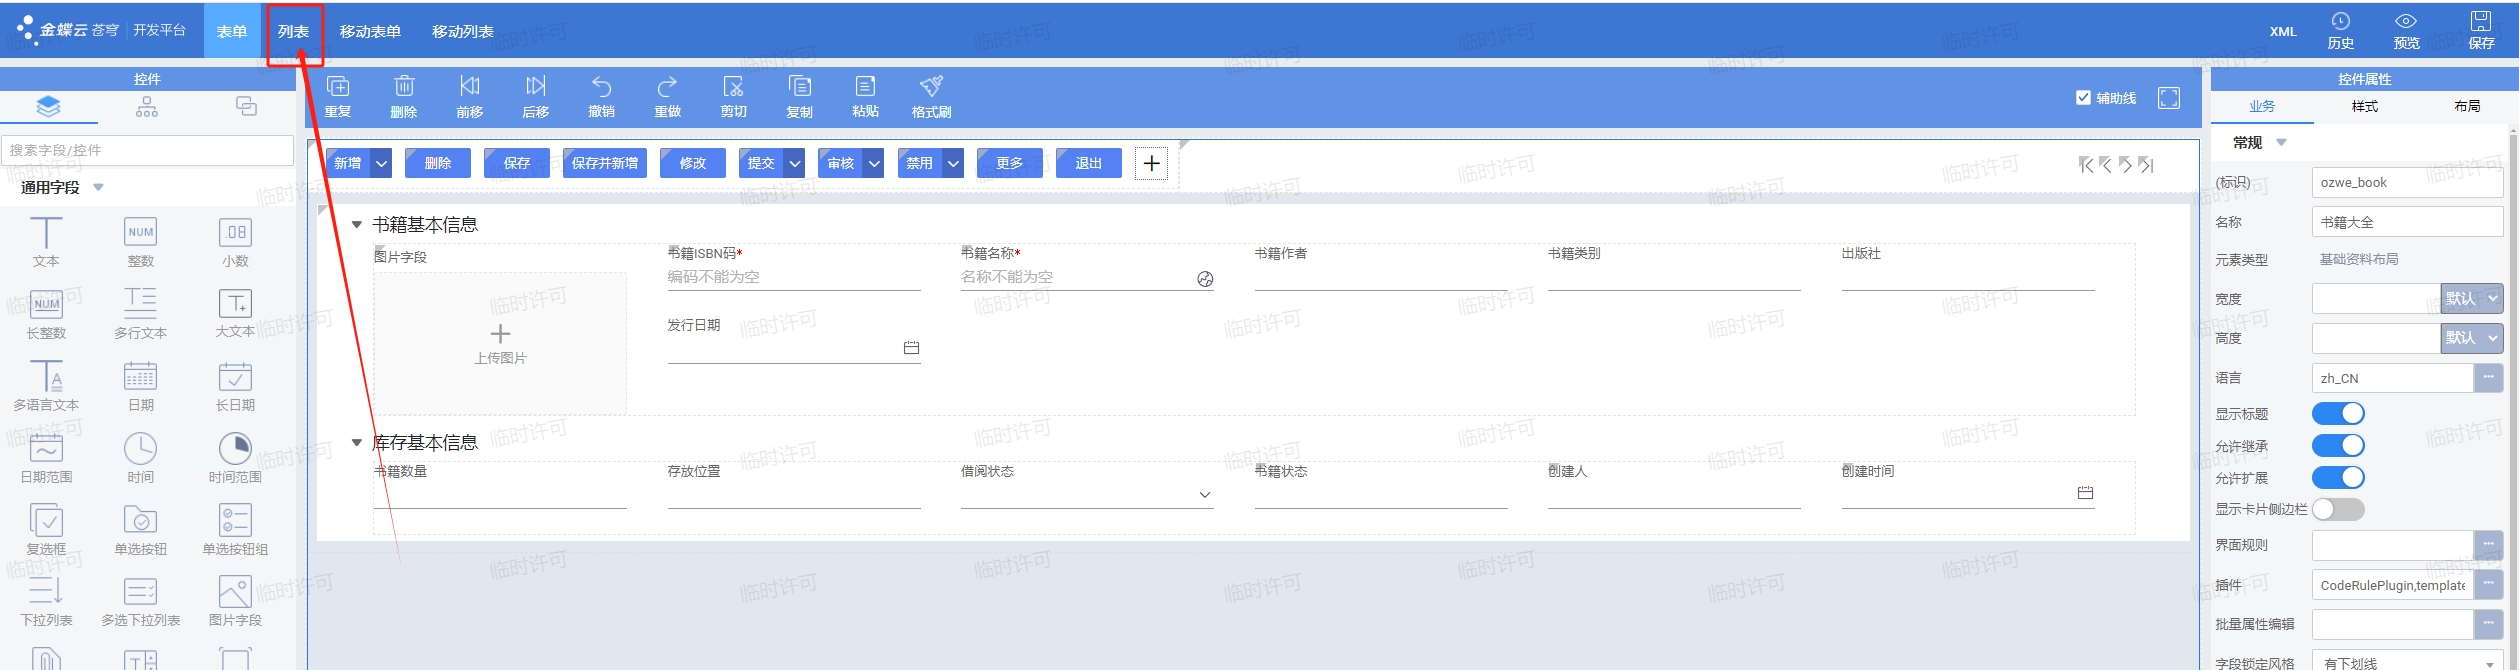 金蝶云 苍穹 | 开发平台
表单
列表
移动表单
移动列表
XML
历史
预览
保存
控件
搜索字段/控件
通用字段
文本
整数
小数
长整数
多行文本
大文本
多语言文本
日期
长日期
日期范围
时间
时间范围
复选框
单选按钮
单选按钮组
下拉列表
多选下拉列表
图片字段
重复
删除
前移
后移
撤销
重做
剪切
复制
粘贴
格式刷
辅助线
新增
删除
保存
保存并新增
修改
提交
审核
禁用
更多
退出
书籍基本信息
图片字段
上传图片
书籍ISBN码*
编码不能为空
书籍名称*
名称不能为空
书籍作者
书籍类别
出版社
发行日期
库存基本信息
书籍数量
存放位置
借阅状态
书籍状态
创建人
创建时间
控件属性
业务
样式
布局
常规
(标识)
ozwe_book
名称
书籍大全
元素类型
基础资料布局
宽度
默认
高度
默认
语言
zh_CN
显示标题
允许继承
允许扩展
显示卡片侧边栏
界面规则
插件
CodeRulePlugin,template
批量属性编辑
字段锁定风格
有下划线
临时许可